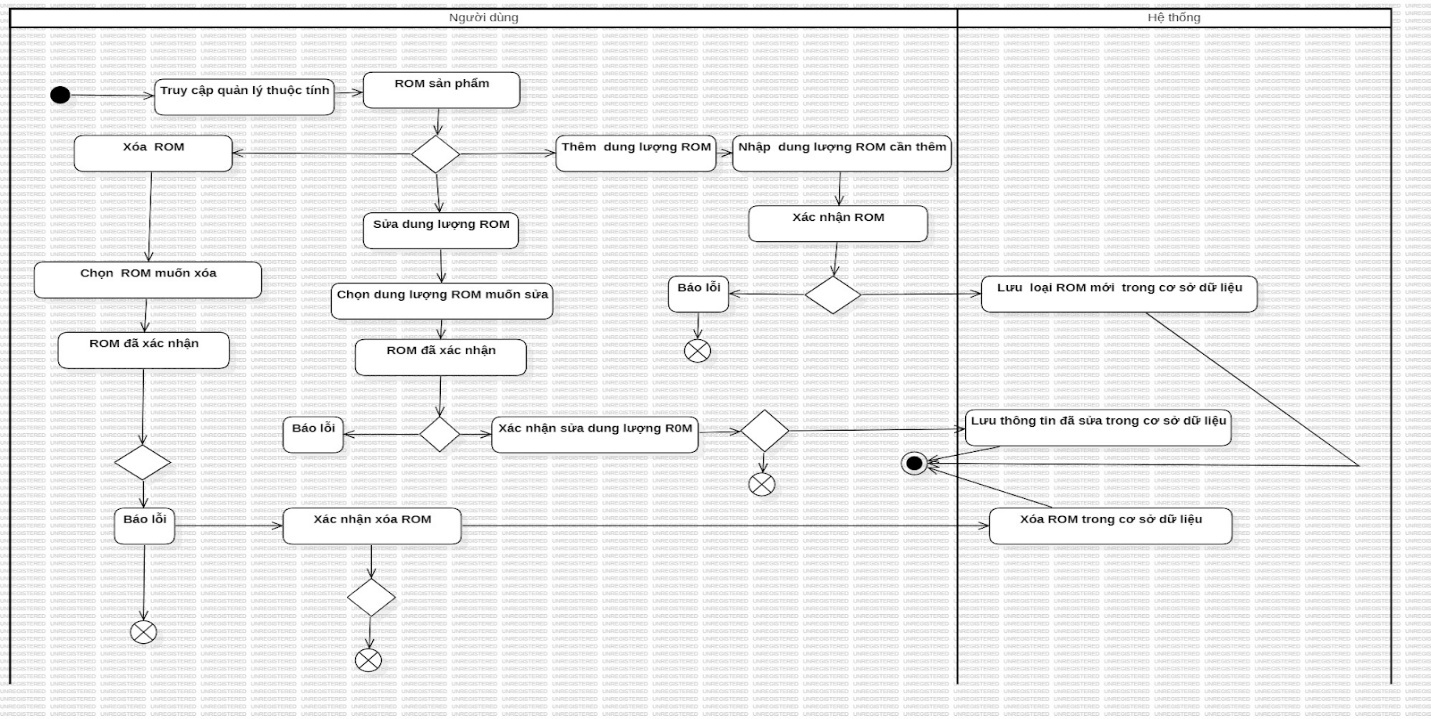 Người dùng
Hệ thống
Truy cập quản lý thuộc tính
ROM sản phẩm
Xóa  ROM
Thêm  dung lượng ROM
Nhập  dung lượng ROM cần thêm
Sửa dung lượng ROM
Xác nhận ROM
Chọn  ROM muốn xóa
Chọn dung lượng ROM muốn sửa
Báo lỗi
Lưu  loại ROM mới  trong cơ sở dữ liệu
ROM đã xác nhận
ROM đã xác nhận
Báo lỗi
Xác nhận sửa dung lượng R0M
Lưu thông tin đã sửa trong cơ sở dữ liệu
Báo lỗi
Xác nhận xóa ROM
Xóa ROM trong cơ sở dữ liệu